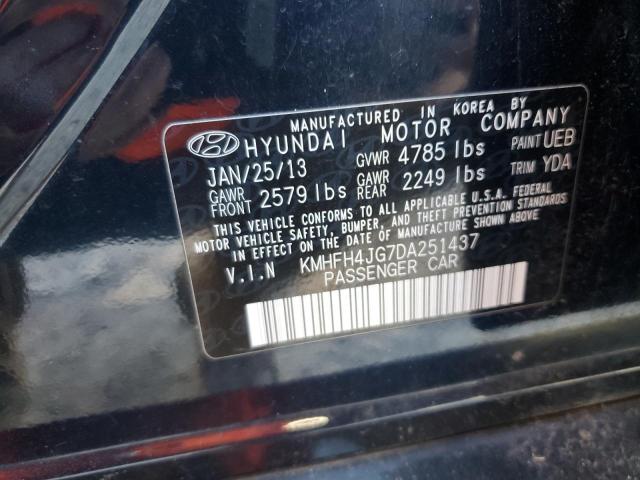 MANUFACTURED IN KOREA BY
HYUNDAI MOTOR COMPANY
JAN/25/13 GVWR 4785 lbs PAINT UEB
GAWR FRONT 2579 lbs GAWR REAR 2249 lbs TRIM YDA
THIS VEHICLE CONFORMS TO ALL APPLICABLE U.S.A. FEDERAL
MOTOR VEHICLE SAFETY, BUMPER, AND THEFT PREVENTION STANDARDS
IN EFFECT ON THE DATE OF MANUFACTURE SHOWN ABOVE.
V.I.N KMHFH4JG7DA251437
PASSENGER CAR